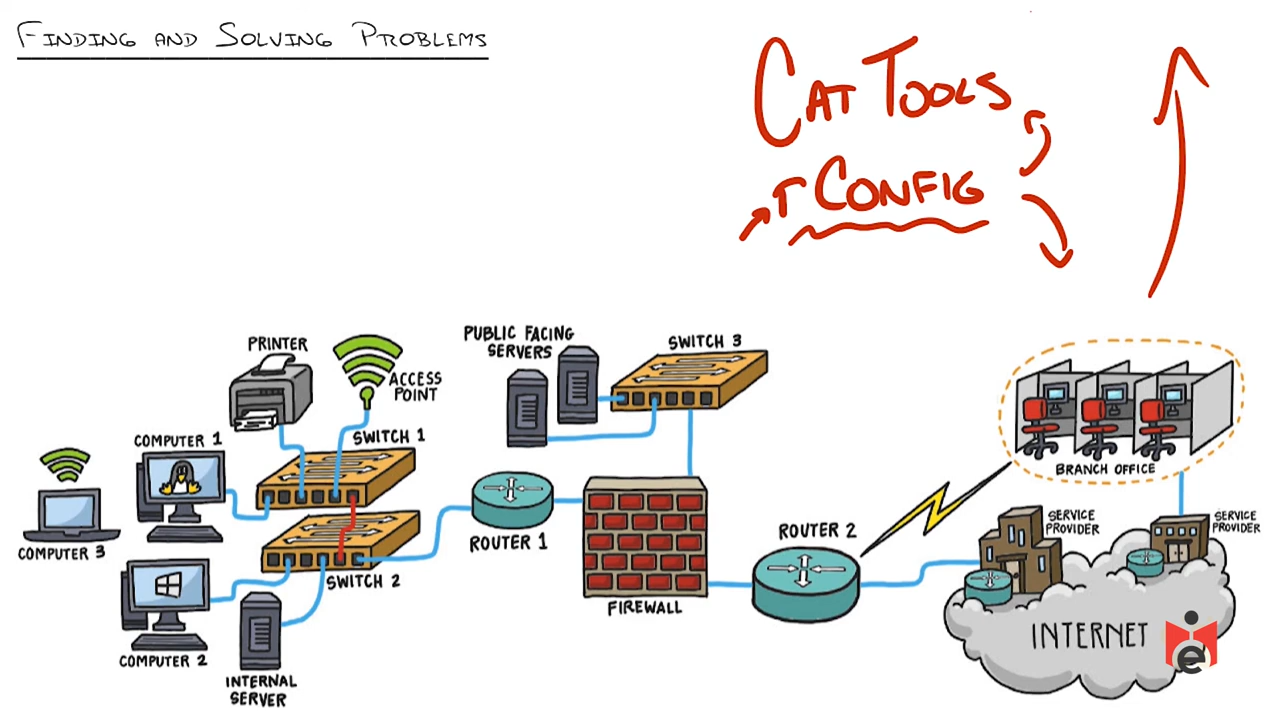 Finding and Solving Problems
Cat Tools
rConfig
PUBLIC FACING
SERVERS
SWITCH 3
PRINTER
ACCESS
POINT
COMPUTER 1
SWITCH 1
BRANCH OFFICE
COMPUTER 3
ROUTER 1
ROUTER 2
SERVICE
PROVIDER
SERVICE
PROVIDER
SWITCH 2
FIREWALL
COMPUTER 2
INTERNET
INTERNAL
SERVER